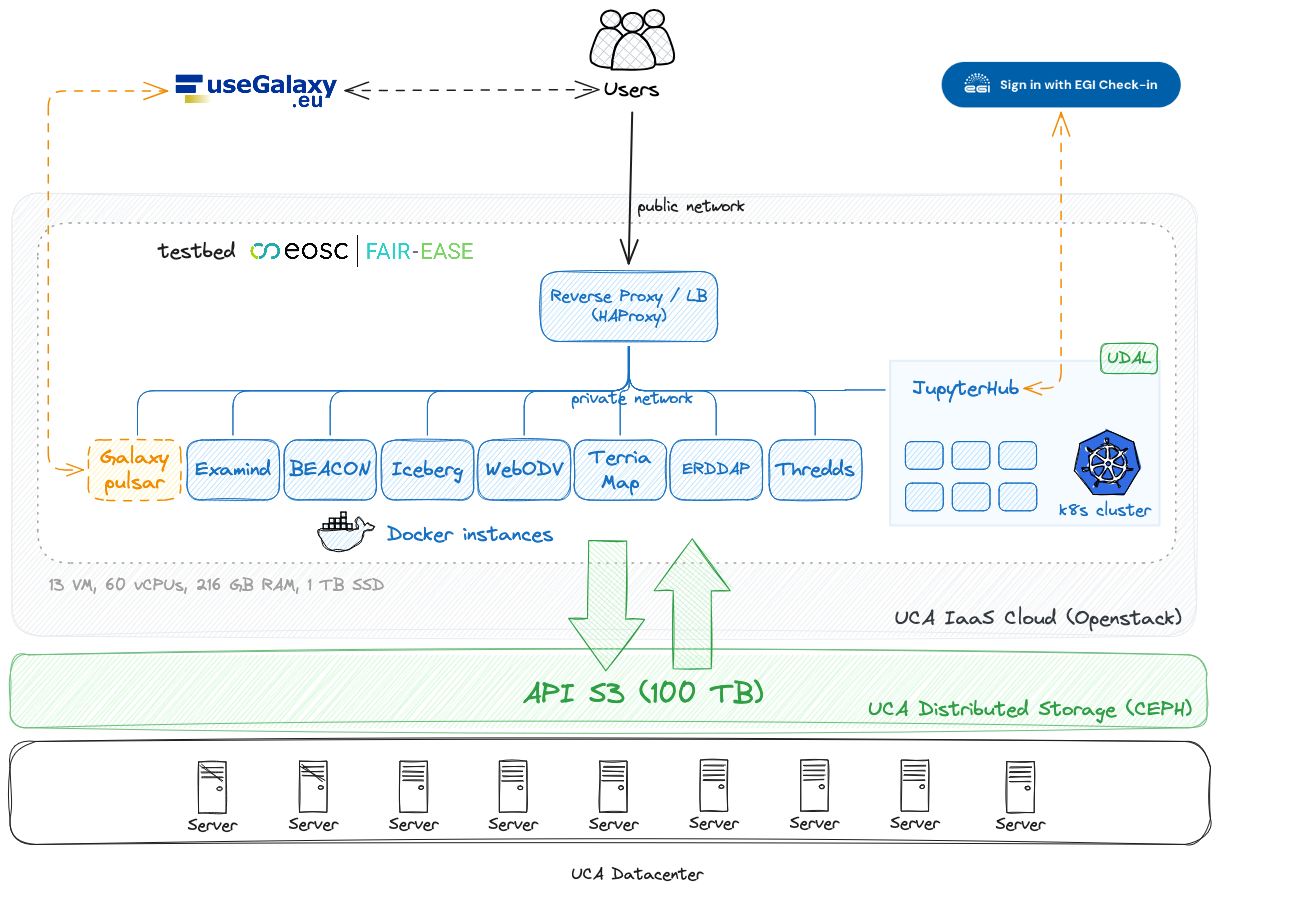 useGalaxy
.eu
Users
EGI
Sign in with EGI Check-in
public network
testbed
eosc
FAIR-EASE
Reverse Proxy / LB
(HAProxy)
UDAL
private network
JupyterHub
Galaxy
pulsar
Examind
BEACON
Iceberg
WebODV
Terria
Map
ERDDAP
Thredds
k8s cluster
Docker instances
13 VM, 60 vCPUs, 216 GB RAM, 1 TB SSD
UCA IaaS Cloud (Openstack)
API S3 (100 TB)
UCA Distributed Storage (CEPH)
Server
Server
Server
Server
Server
Server
Server
Server
Server
UCA Datacenter